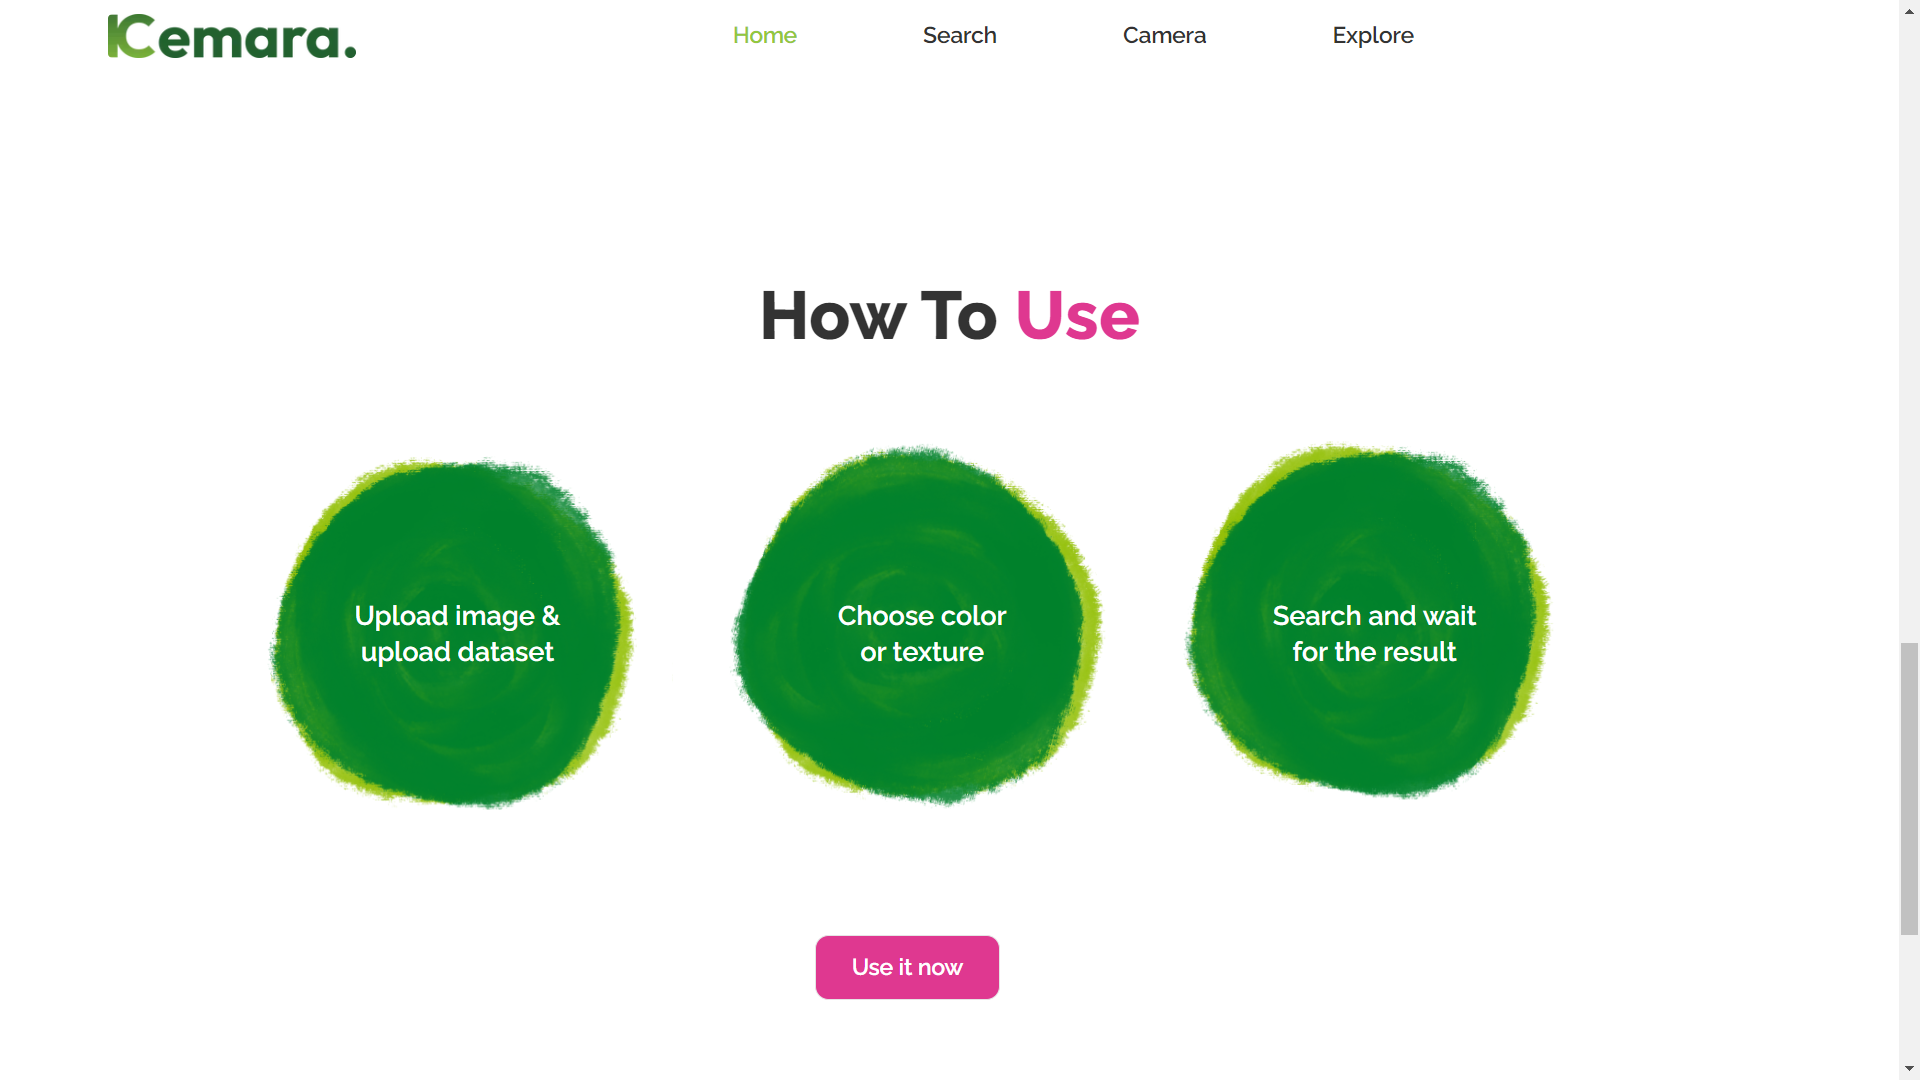 Kemara.
Home
Search
Camera
Explore
How To Use
Upload image &
upload dataset
Choose color
or texture
Search and wait
for the result
Use it now